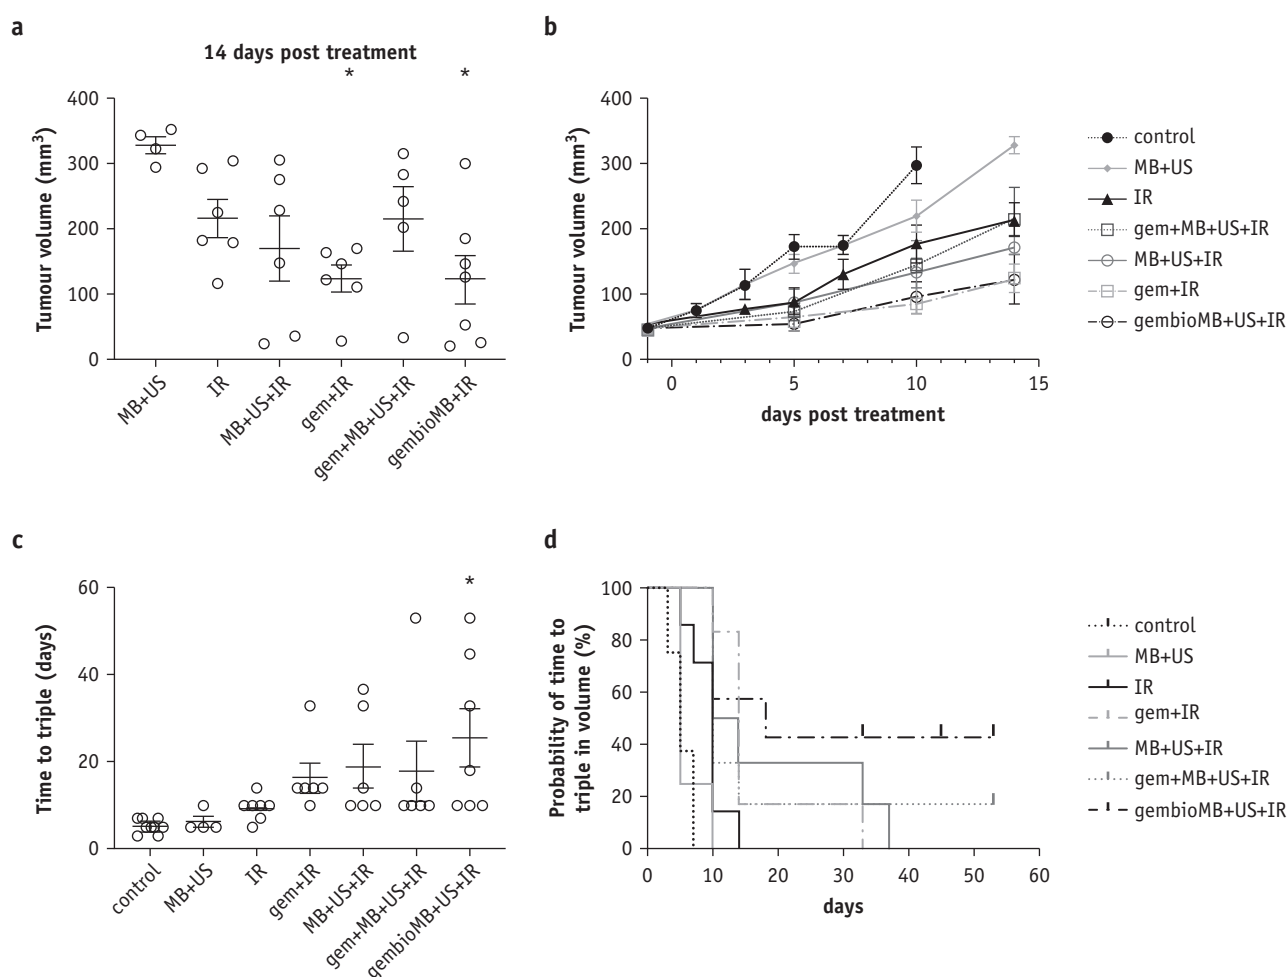 a
14 days post treatment
* *
Tumour volume (mm³)
400
300
200
100
0
MB+US
IR
MB+US+IR
gem+IR
gem+MB+US+IR
gembioMB+IR
b
Tumour volume (mm³)
400
300
200
100
0
0 5 10 15
days post treatment
control
MB+US
IR
gem+MB+US+IR
MB+US+IR
gem+IR
gembioMB+US+IR
c
*
Time to triple (days)
60
40
20
0
control
MB+US
IR
gem+IR
MB+US+IR
gem+MB+US+IR
gembioMB+US+IR
d
Probability of time to
triple in volume (%)
100
80
60
40
20
0
0 10 20 30 40 50 60
days
control
MB+US
IR
gem+IR
MB+US+IR
gem+MB+US+IR
gembioMB+US+IR